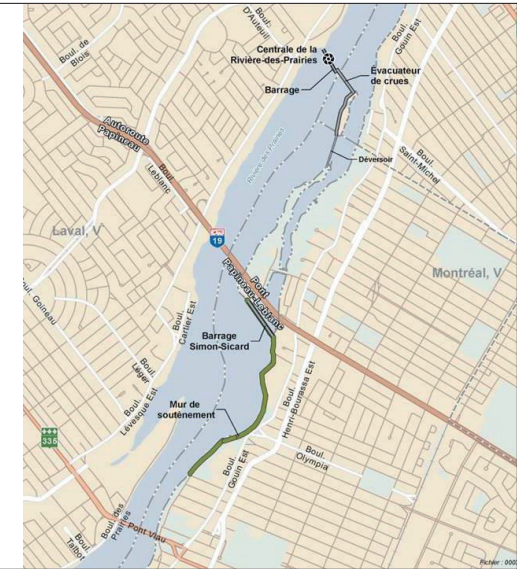 Boul.
D'Auteuil
Boul. de
Blois
Centrale de la
Rivière-des-Prairies
Barrage
Évacuateur
de crues
Boul.
Gouin Est
Autoroute
Papineau
Boul.
Leblanc
Rivière des Prairies
Déversoir
Boul.
Saint-Michel
Laval, V
19
Pont
Papineau-Leblanc
Montréal, V
Boul. Goineau
Boul.
Cartier Est
Barrage
Simon-Sicard
Boul.
Léger
Boul.
Lévesque Est
Boul.
Henri-Bourassa Est
Mur de
soutènement
335
Boul.
Gouin Est
Boul.
Olympia
Boul. des
Prairies
Pont Viau
Boul.
Talbot